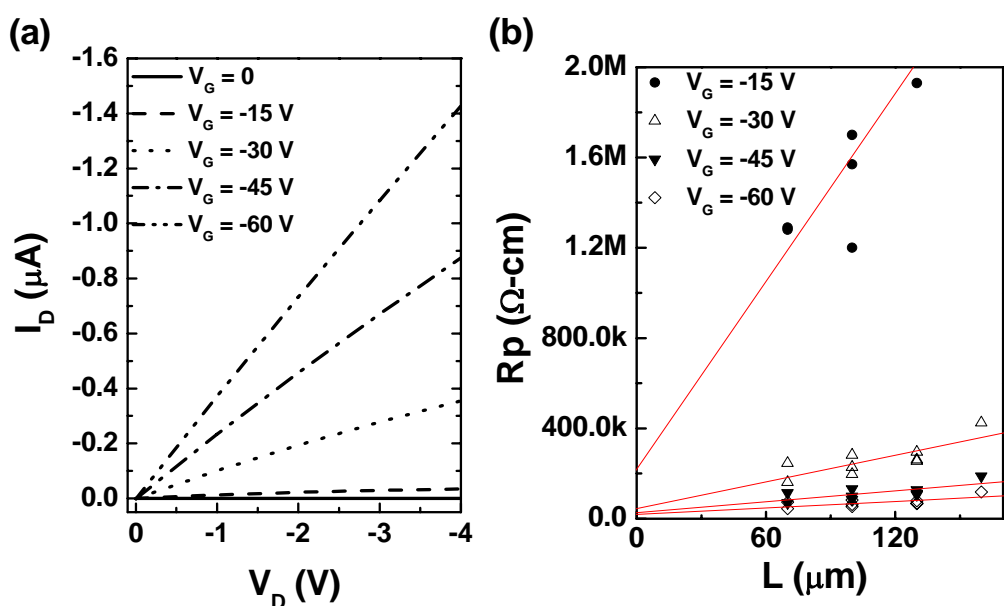 (a)
-1.6
-1.4
-1.2
-1.0
-0.8
-0.6
-0.4
-0.2
0.0
I_D (μA)
V_G = 0
V_G = -15 V
V_G = -30 V
V_G = -45 V
V_G = -60 V
0
-1
-2
-3
-4
V_D (V)
(b)
2.0M
1.6M
1.2M
800.0k
400.0k
0.0
Rp (Ω-cm)
V_G = -15 V
V_G = -30 V
V_G = -45 V
V_G = -60 V
0
60
120
L (μm)